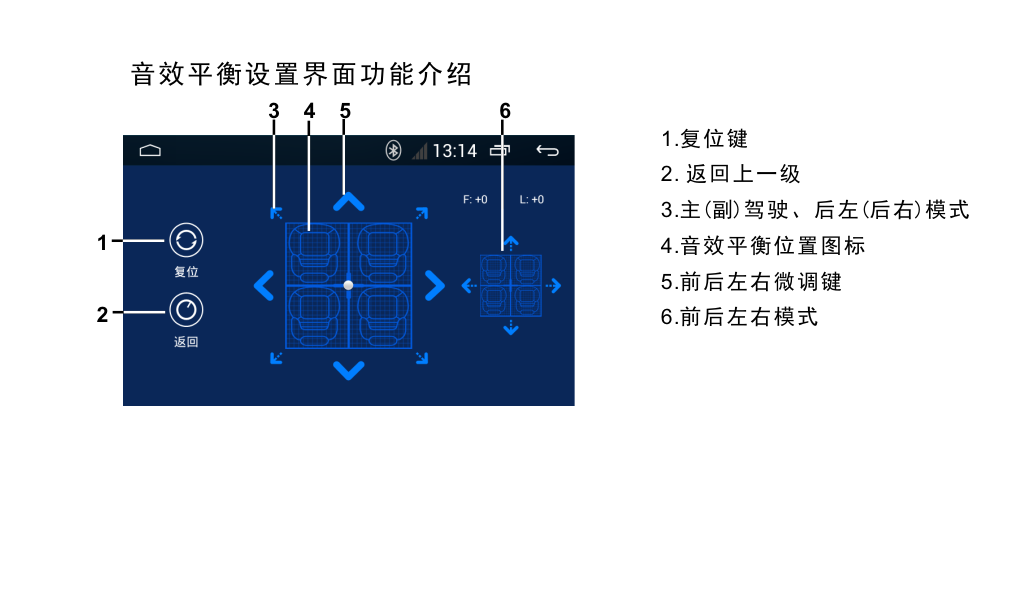 音效平衡设置界面功能介绍
3 4 5 6
13:14
F: +0 L: +0
1
复位
2
返回
1.复位键
2. 返回上一级
3.主(副)驾驶、后左(后右)模式
4.音效平衡位置图标
5.前后左右微调键
6.前后左右模式